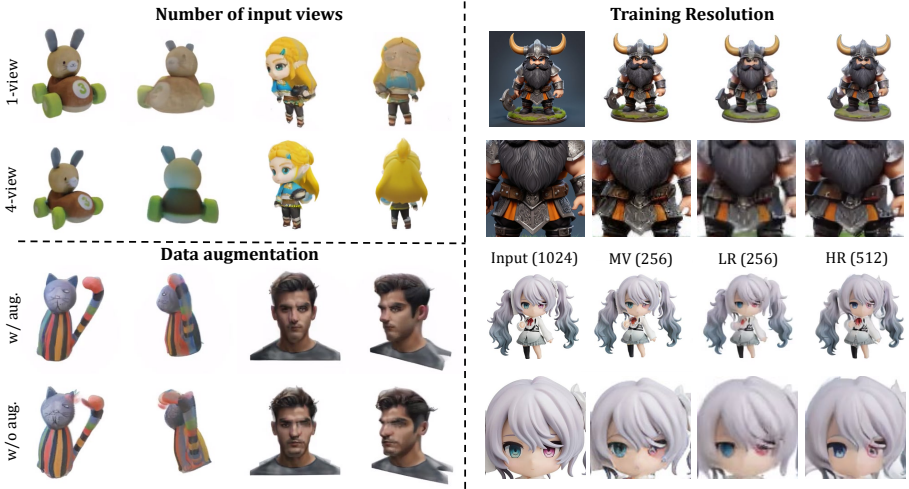 Number of input views
1-view
4-view
Data augmentation
w/ aug.
w/o aug.
Training Resolution
Input (1024) MV (256) LR (256) HR (512)